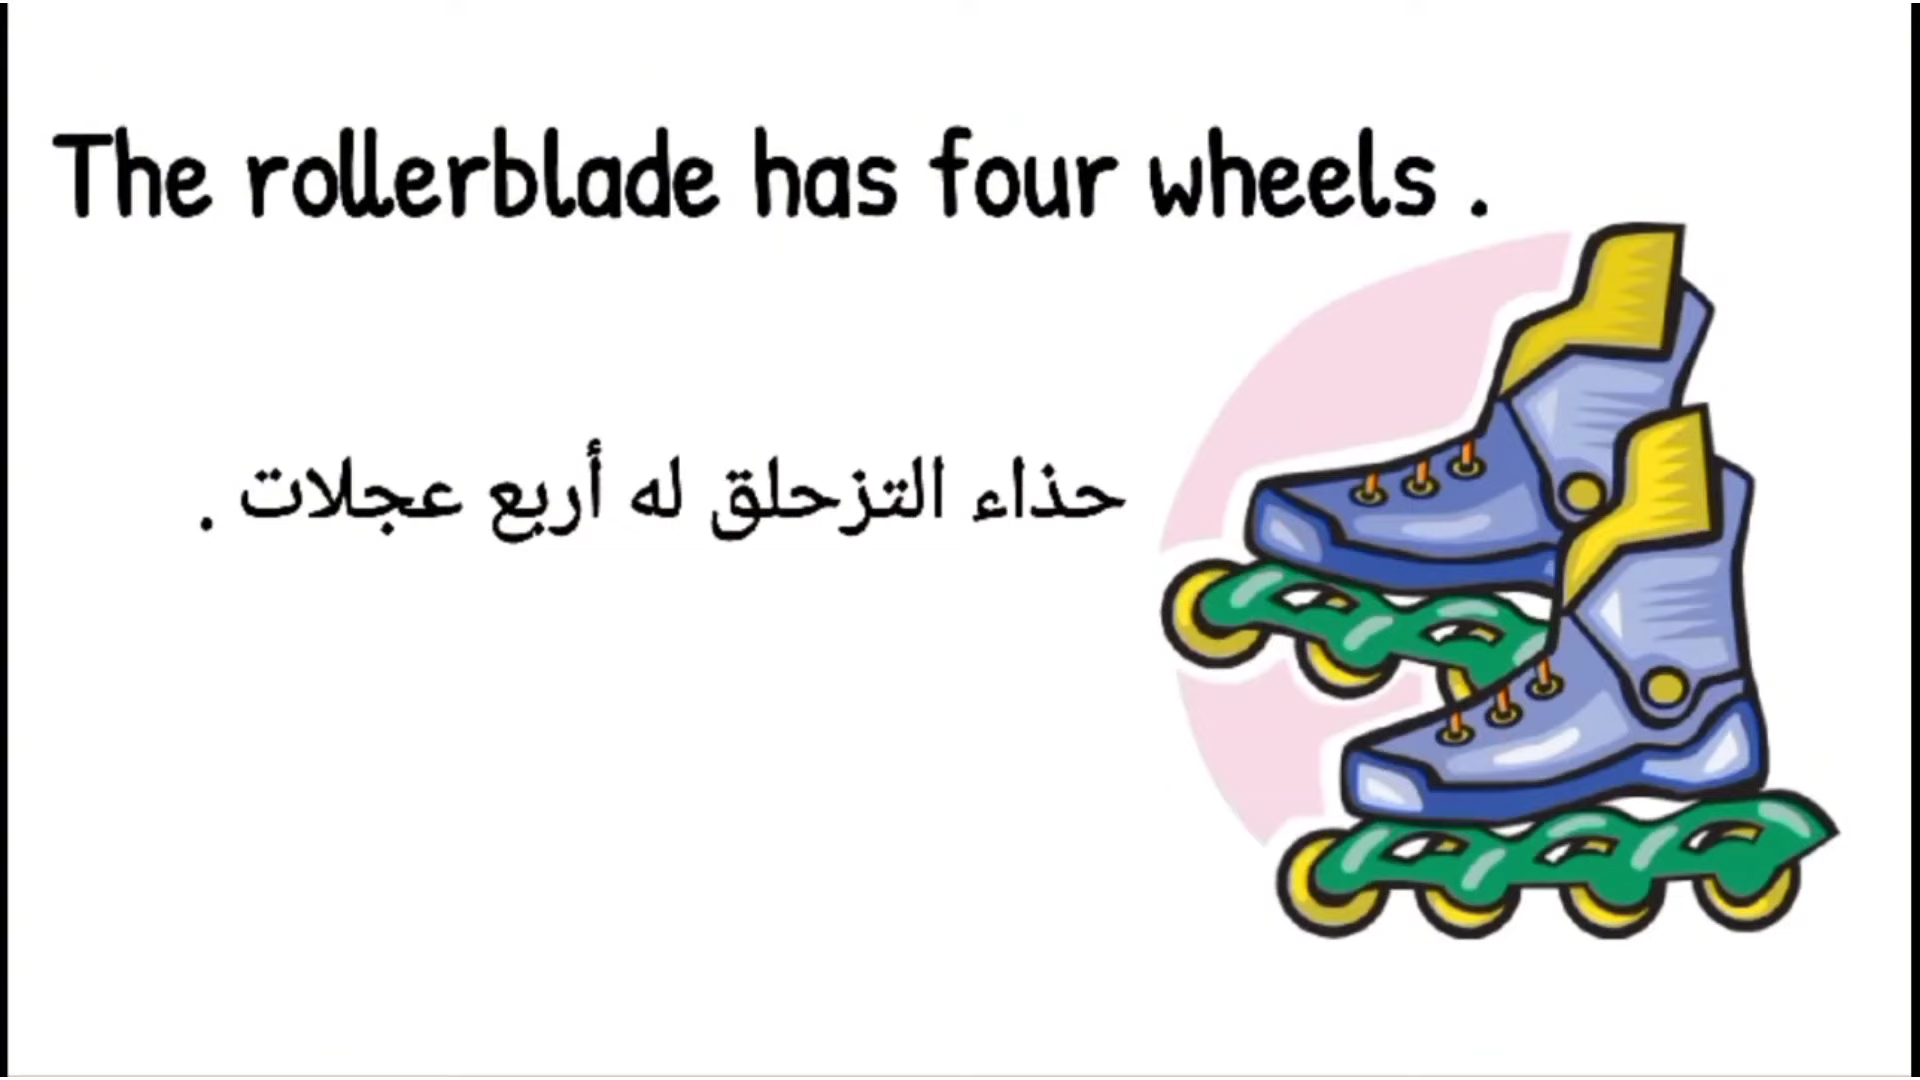 The rollerblade has four wheels .
حذاء التزحلق له أربع عجلات .